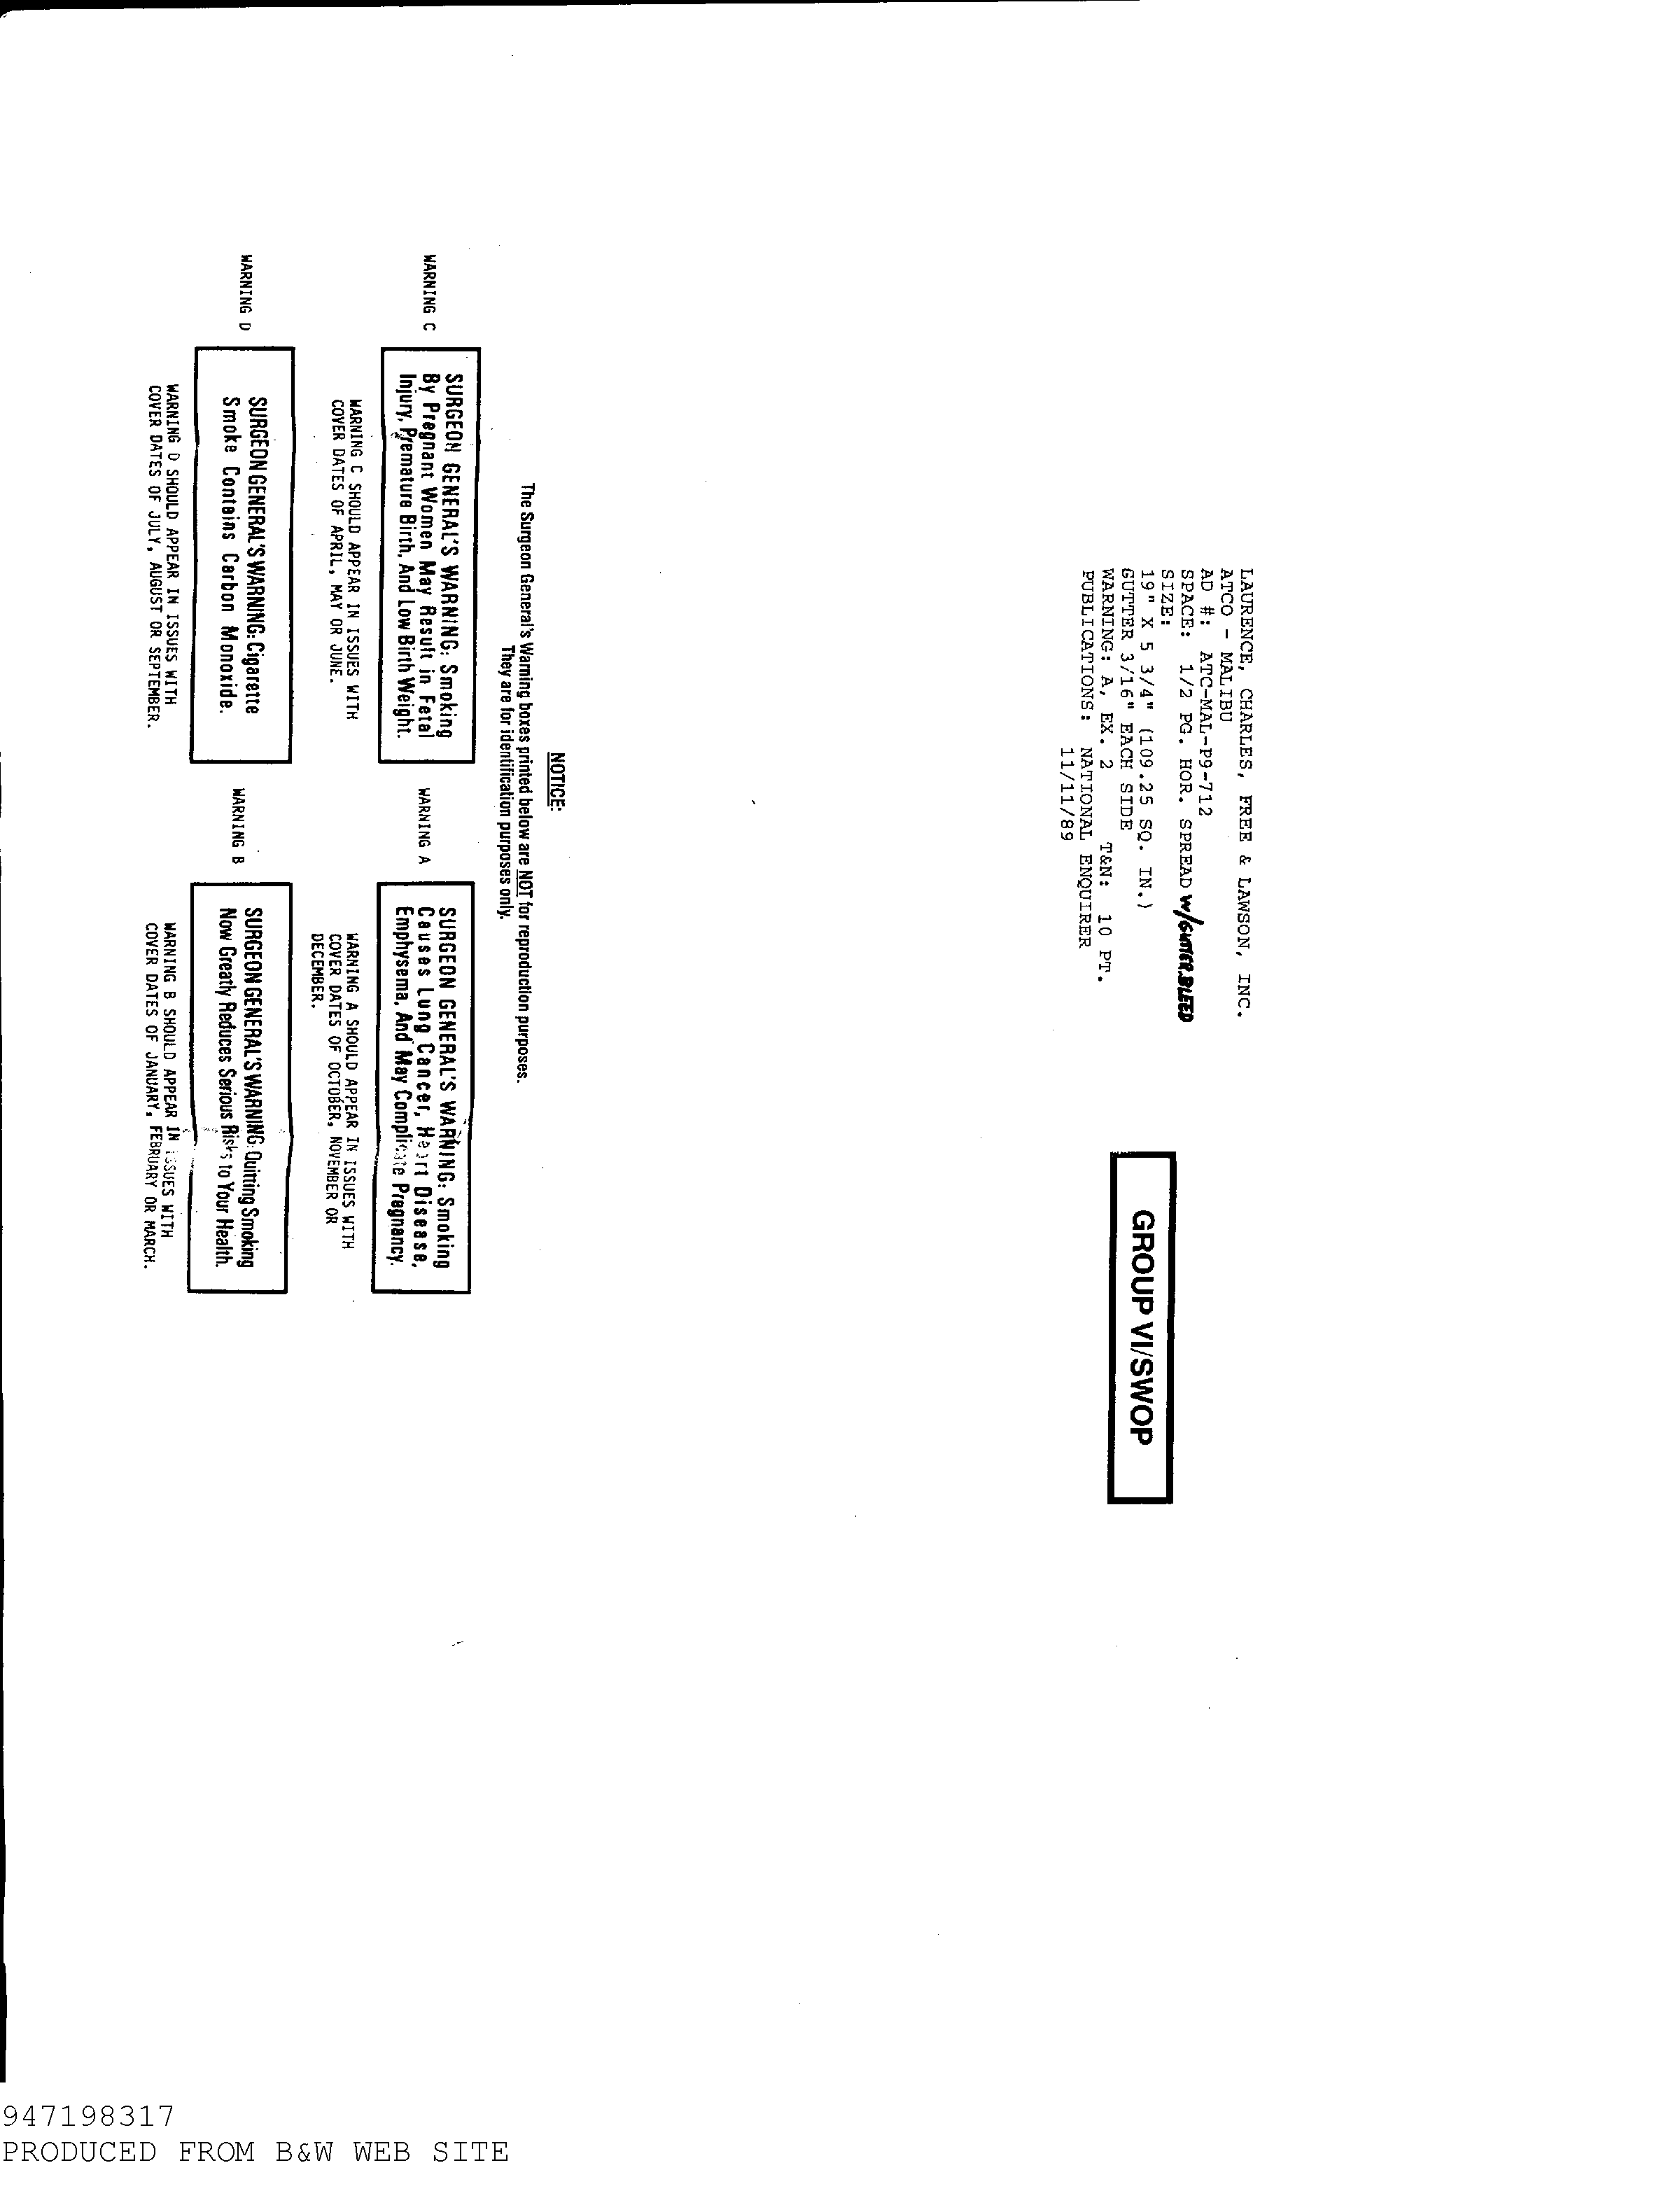 LAURENCE, CHARLES, FREE & LAWSON, INC.
ATCO - MALIBU
AD #: ATC-MAL-P9-712
SPACE: 1/2 PG. HOR. SPREAD W/GUTTER BLEED
SIZE:
19" X 5 3/4" (109.25 SQ. IN.)
GUTTER 3/16" EACH SIDE
WARNING: A, EX. 2 T&N: 10 PT.
PUBLICATIONS: NATIONAL ENQUIRER
11/11/89
GROUP VI/SWOP
NOTICE:
The Surgeon General's Warning boxes printed below are NOT for reproduction purposes.
They are for identification purposes only.
WARNING C
SURGEON GENERAL'S WARNING: Smoking
By Pregnant Women May Result in Fetal
Injury, Premature Birth, And Low Birth Weight.
WARNING C SHOULD APPEAR IN ISSUES WITH
COVER DATES OF APRIL, MAY OR JUNE.
WARNING A
SURGEON GENERAL'S WARNING: Smoking
Causes Lung Cancer, Heart Disease,
Emphysema, And May Complicate Pregnancy.
WARNING A SHOULD APPEAR IN ISSUES WITH
COVER DATES OF OCTOBER, NOVEMBER OR
DECEMBER.
WARNING D
SURGEON GENERAL'S WARNING: Cigarette
Smoke Contains Carbon Monoxide.
WARNING D SHOULD APPEAR IN ISSUES WITH
COVER DATES OF JULY, AUGUST OR SEPTEMBER.
WARNING B
SURGEON GENERAL'S WARNING: Quitting Smoking
Now Greatly Reduces Serious Risks to Your Health.
WARNING B SHOULD APPEAR IN ISSUES WITH
COVER DATES OF JANUARY, FEBRUARY OR MARCH.
947198317
PRODUCED FROM B&W WEB SITE